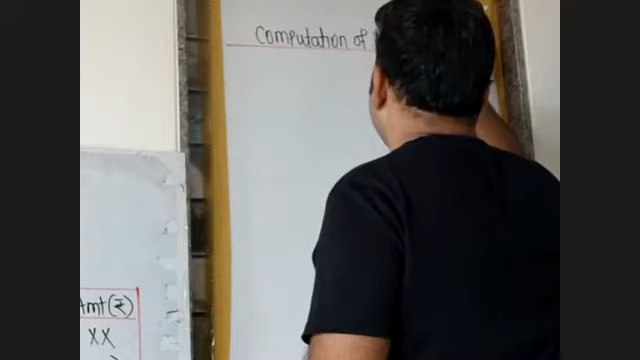 Computation of
Amt (₹)
XX